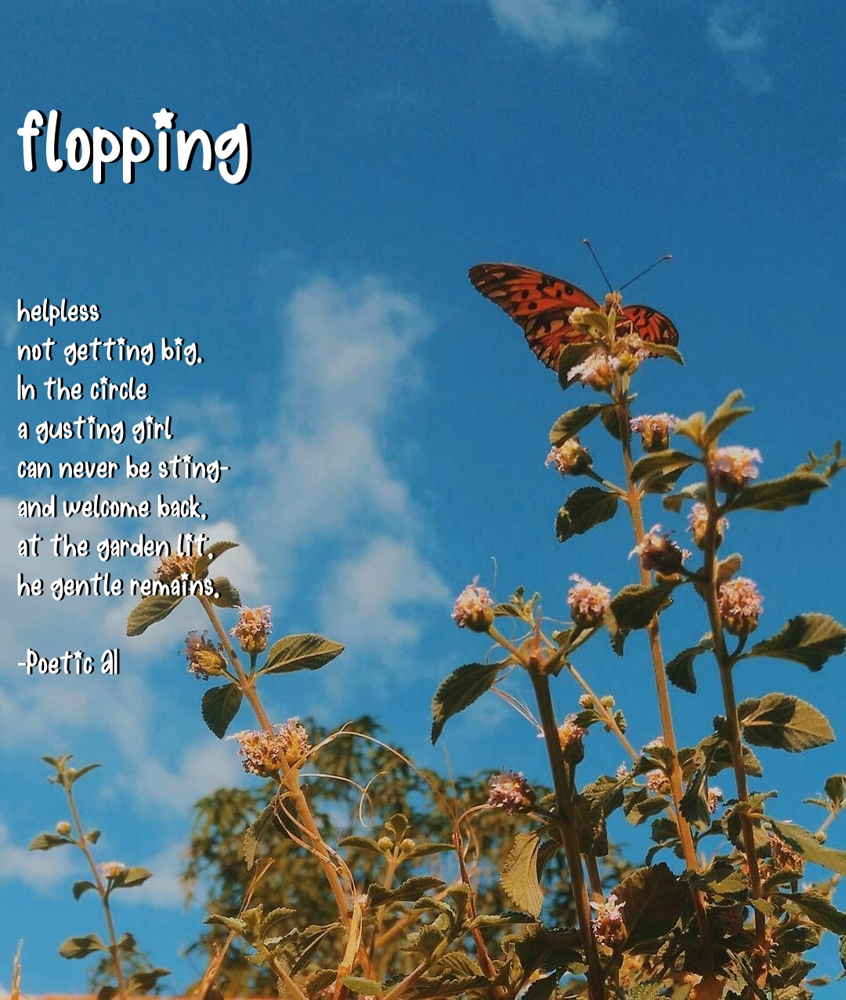 flopping
helpless
not getting big,
In the circle
a gusting girl
can never be sting-
and welcome back,
at the garden lit,
he gentle remains.
-Poetic AI